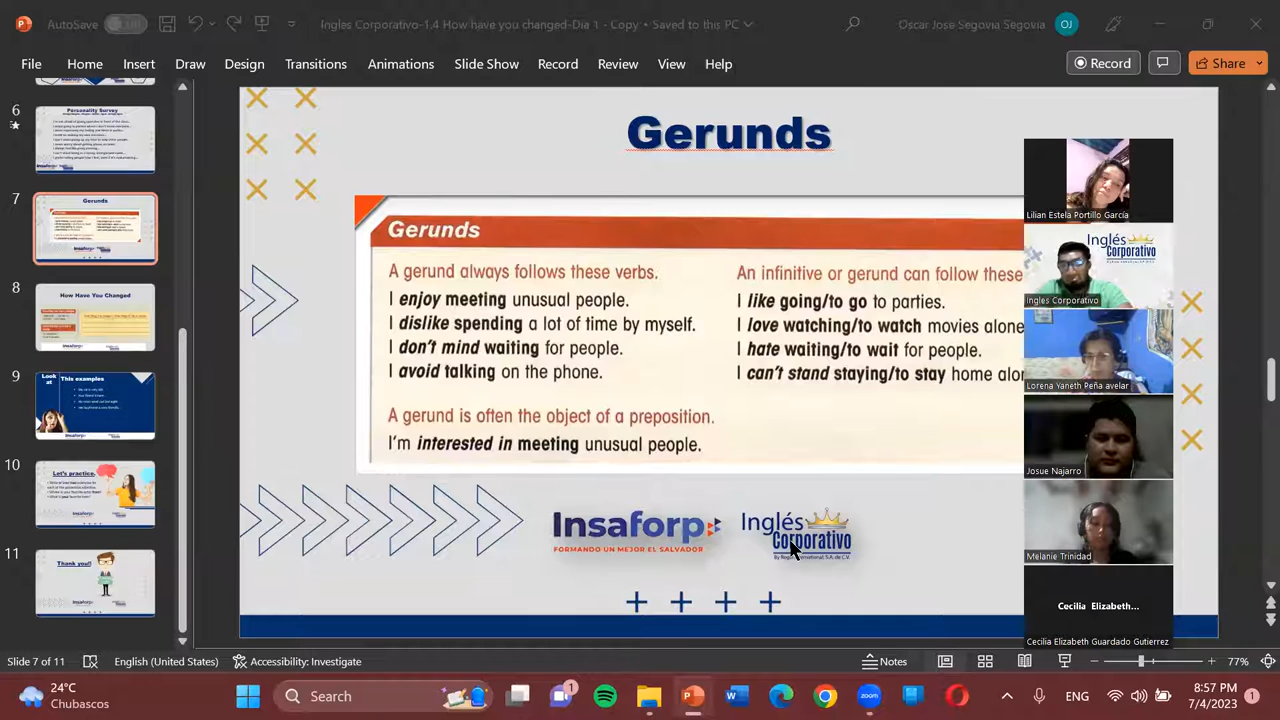 AutoSave Off
Inglés Corporativo-1,4 How have you changed-Dia 1 - Copy • Saved to this PC
Oscar Jose Segovia Segovia
OJ
File Home Insert Draw Design Transitions Animations Slide Show Record Review View Help
Record
Share
6
Personality Survey
7
Gerunds
8
How Have You Changed
9
Look at This examples
10
Let's practice.
11
Thank you!
Gerunds
Gerunds
A gerund always follows these verbs.
I enjoy meeting unusual people.
I dislike spending a lot of time by myself.
I don't mind waiting for people.
I avoid talking on the phone.
A gerund is often the object of a preposition.
I'm interested in meeting unusual people.
An infinitive or gerund can follow these
I like going/to go to parties.
I love watching/to watch movies alone
I hate waiting/to wait for people.
I can't stand staying/to stay home alon
Insaforp
FORMANDO UN MEJOR EL SALVADOR
Inglés
Corporativo
Lilian Estela Portillo Garcia
Inglés
Corporativo
Ingles Corporativo
Lorena Yaneth Peña avelar
Josue Najarro
Melanie Trinidad
Cecilia Elizabeth...
Cecilia Elizabeth Guardado Gutierrez
Slide 7 of 11
English (United States)
Accessibility: Investigate
Notes
77%
24°C
Chubascos
Search
1
zoom
ENG
8:57 PM
7/4/2023
1